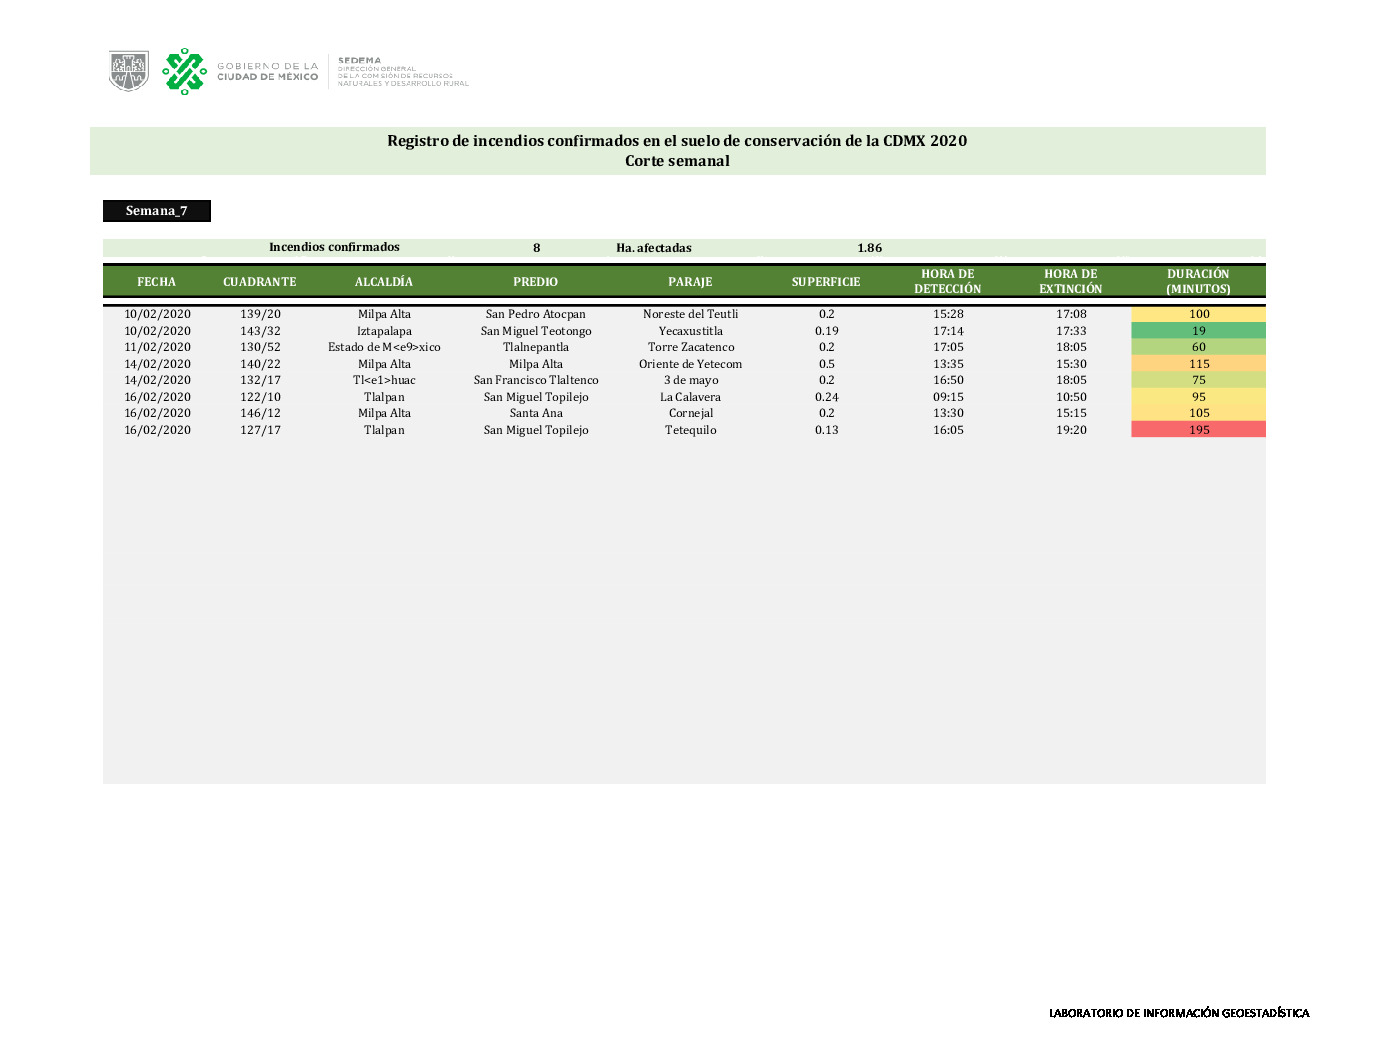 GOBIERNO DE LA
CIUDAD DE MÉXICO
SEDEMA
DIRECCIÓN GENERAL
DE LA COMISIÓN DE RECURSOS
NATURALES Y DESARROLLO RURAL
Registro de incendios confirmados en el suelo de conservación de la CDMX 2020
Corte semanal
Semana_7
Incendios confirmados 8 Ha. afectadas 1.86
FECHA CUADRANTE ALCALDÍA PREDIO PARAJE SUPERFICIE HORA DE DETECCIÓN HORA DE EXTINCIÓN DURACIÓN (MINUTOS)
10/02/2020 139/20 Milpa Alta San Pedro Atocpan Noreste del Teutli 0.2 15:28 17:08 100
10/02/2020 143/32 Iztapalapa San Miguel Teotongo Yecaxustitla 0.19 17:14 17:33 19
11/02/2020 130/52 Estado de M<e9>xico Tlalnepantla Torre Zacatenco 0.2 17:05 18:05 60
14/02/2020 140/22 Milpa Alta Milpa Alta Oriente de Yetecom 0.5 13:35 15:30 115
14/02/2020 132/17 Tl<e1>huac San Francisco Tlaltenco 3 de mayo 0.2 16:50 18:05 75
16/02/2020 122/10 Tlalpan San Miguel Topilejo La Calavera 0.24 09:15 10:50 95
16/02/2020 146/12 Milpa Alta Santa Ana Cornejal 0.2 13:30 15:15 105
16/02/2020 127/17 Tlalpan San Miguel Topilejo Tetequilo 0.13 16:05 19:20 195
LABORATORIO DE INFORMACIÓN GEOESTADÍSTICA